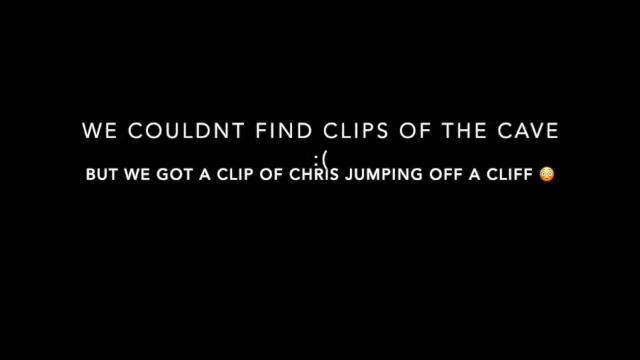 WE COULDNT FIND CLIPS OF THE CAVE
:(
BUT WE GOT A CLIP OF CHRIS JUMPING OFF A CLIFF 😳